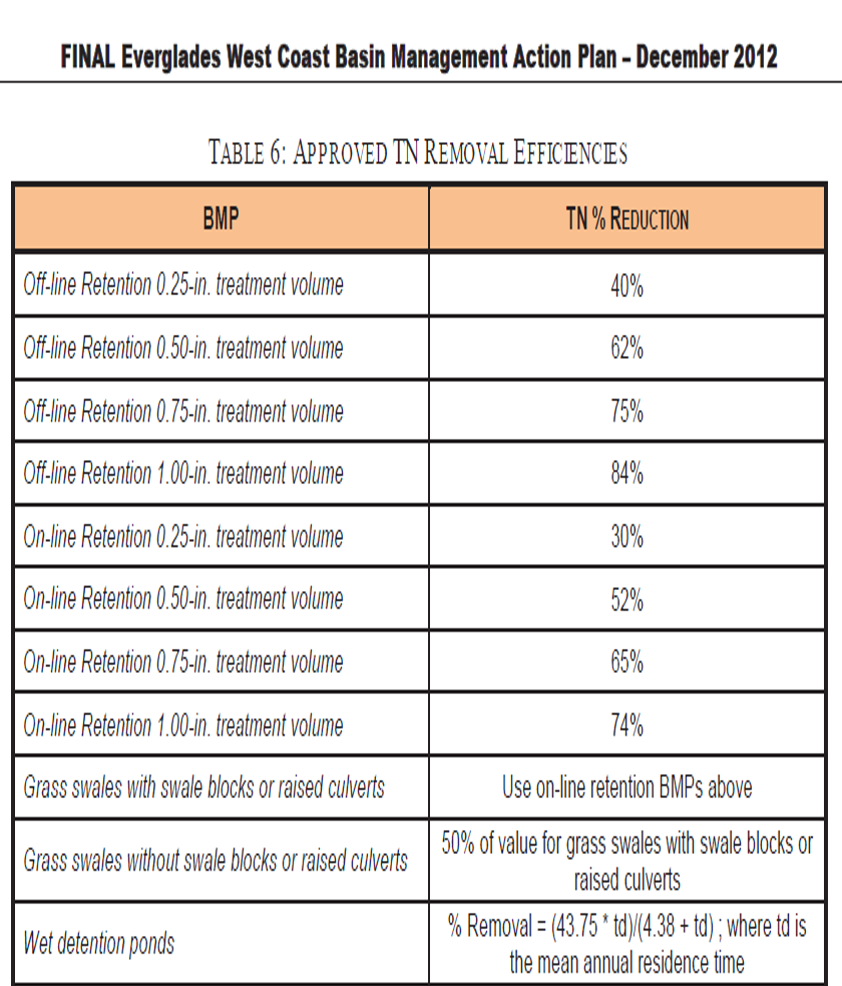 FINAL Everglades West Coast Basin Management Action Plan – December 2012
TABLE 6: APPROVED TN REMOVAL EFFICIENCIES
BMP TN % REDUCTION
Off-line Retention 0.25-in. treatment volume 40%
Off-line Retention 0.50-in. treatment volume 62%
Off-line Retention 0.75-in. treatment volume 75%
Off-line Retention 1.00-in. treatment volume 84%
On-line Retention 0.25-in. treatment volume 30%
On-line Retention 0.50-in. treatment volume 52%
On-line Retention 0.75-in. treatment volume 65%
On-line Retention 1.00-in. treatment volume 74%
Grass swales with swale blocks or raised culverts Use on-line retention BMPs above
Grass swales without swale blocks or raised culverts 50% of value for grass swales with swale blocks or
raised culverts
Wet detention ponds % Removal = (43.75 * td)/(4.38 + td) ; where td is
the mean annual residence time